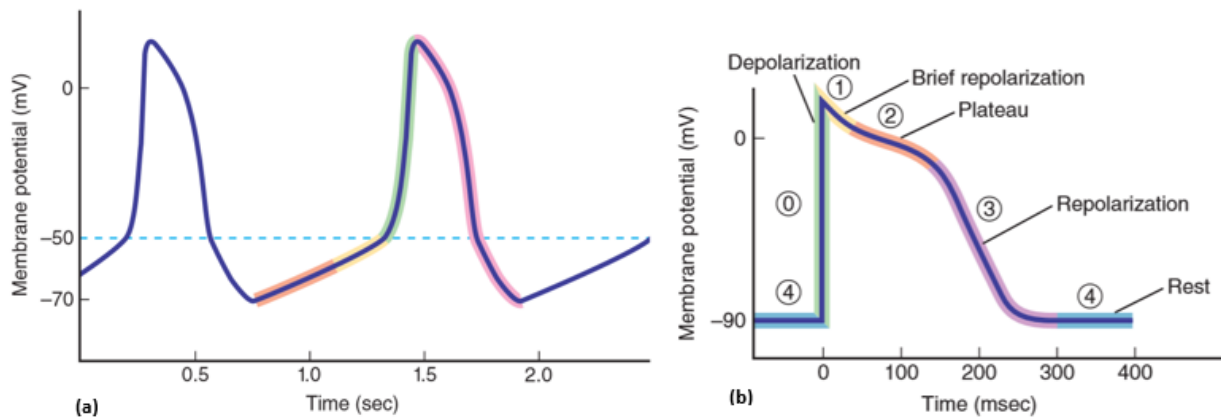 Membrane potential (mV)
0
–50
–70
0.5
1.0
1.5
2.0
Time (sec)
(a)
Depolarization
1
Brief repolarization
2
Plateau
0
0
3
Repolarization
4
4
Rest
–90
Membrane potential (mV)
0
100
200
300
400
Time (msec)
(b)